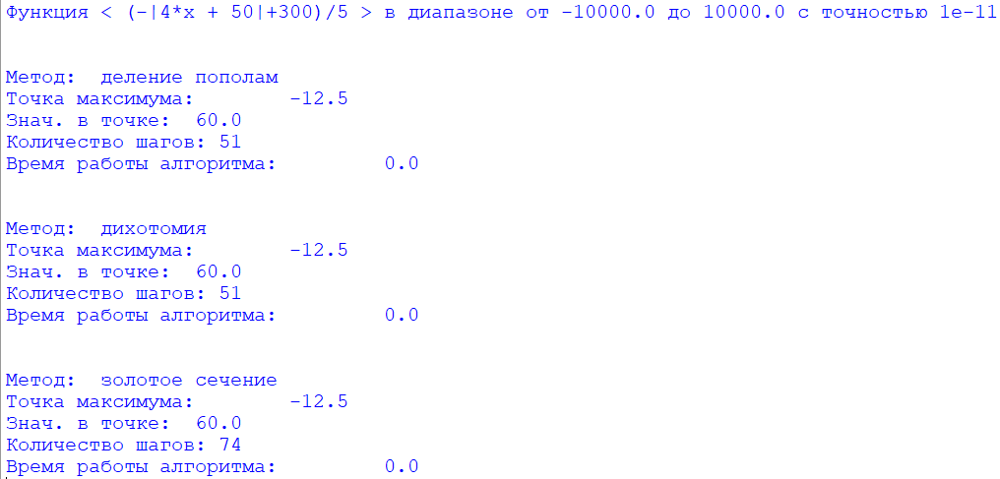 Функция < (-|4*x + 50|+300)/5 > в диапазоне от -10000.0 до 10000.0 с точностью 1e-11
Метод:  деление пополам
Точка максимума:        -12.5
Знач. в точке:  60.0
Количество шагов: 51
Время работы алгоритма:         0.0
Метод:  дихотомия
Точка максимума:        -12.5
Знач. в точке:  60.0
Количество шагов: 51
Время работы алгоритма:         0.0
Метод:  золотое сечение
Точка максимума:        -12.5
Знач. в точке:  60.0
Количество шагов: 74
Время работы алгоритма:         0.0